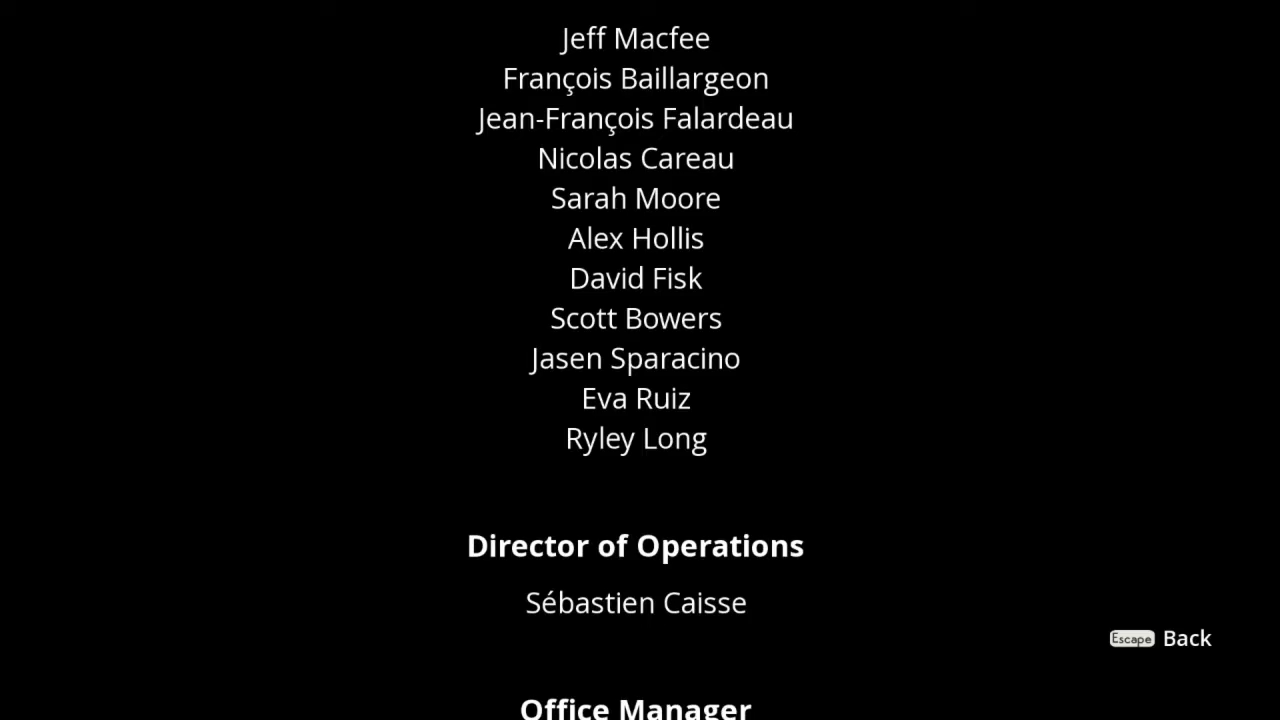 Jeff Macfee
François Baillargeon
Jean-François Falardeau
Nicolas Careau
Sarah Moore
Alex Hollis
David Fisk
Scott Bowers
Jasen Sparacino
Eva Ruiz
Ryley Long
Director of Operations
Sébastien Caisse
Escape Back
Office Manager